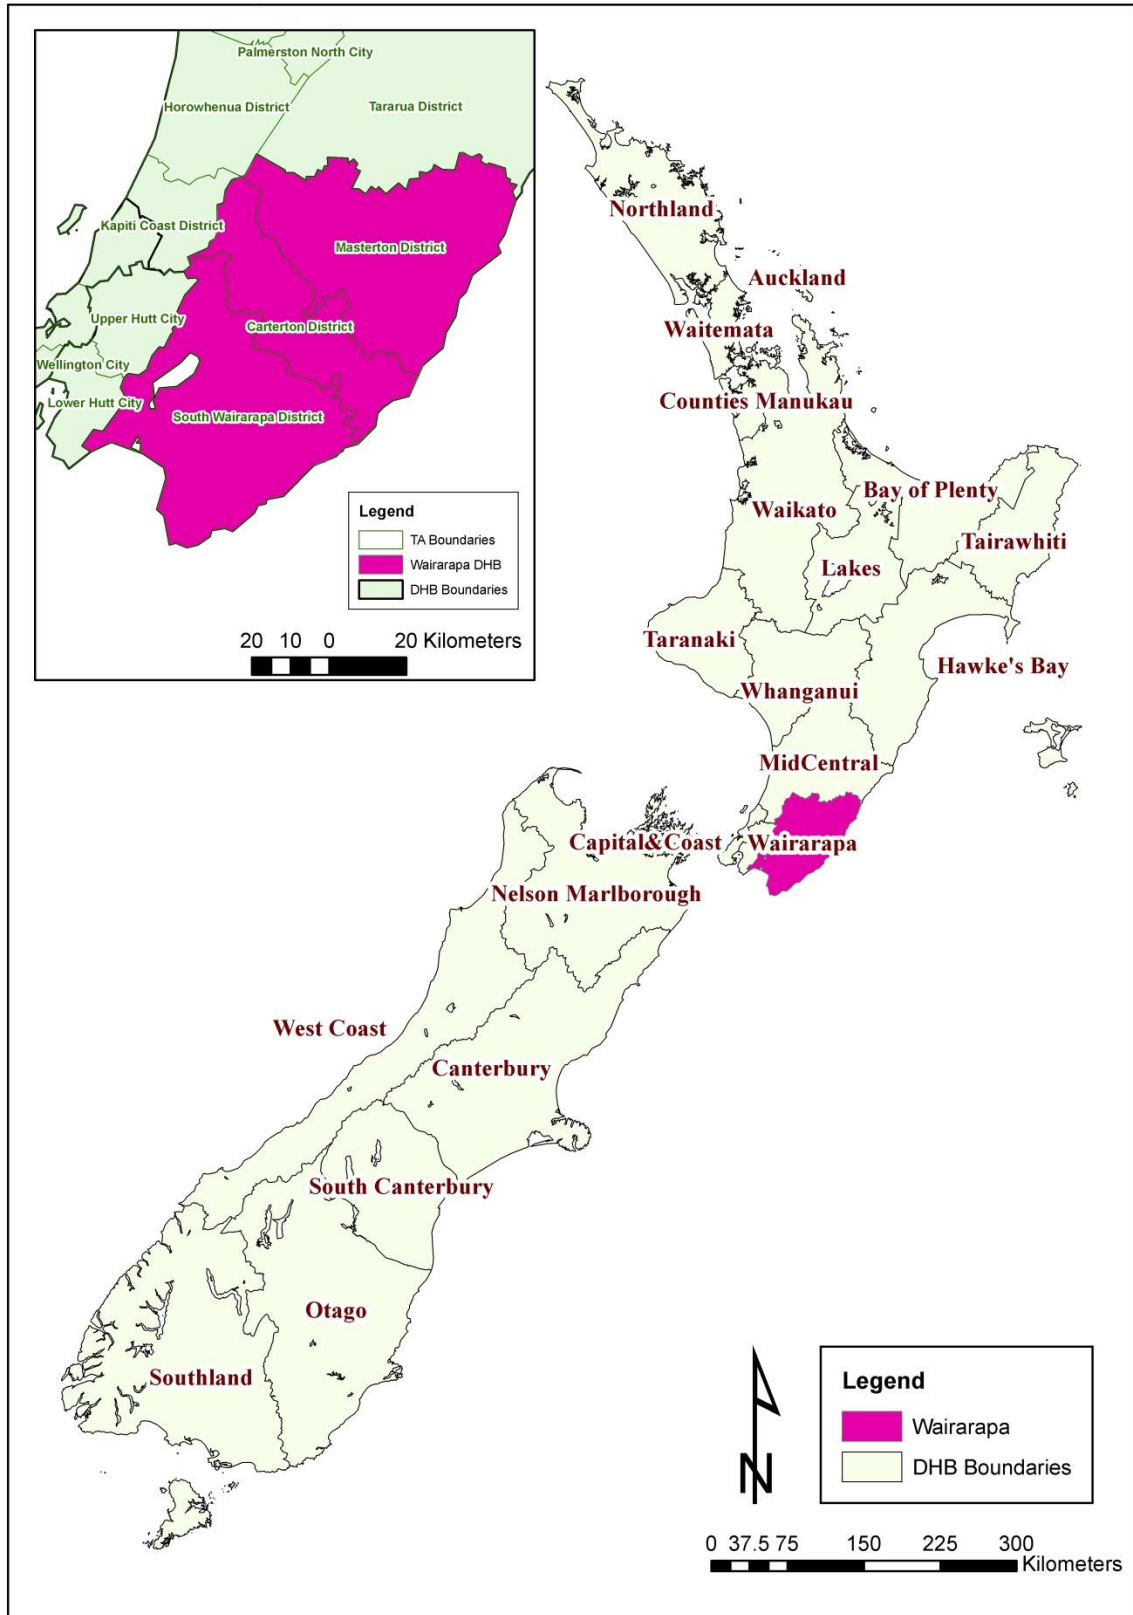 Palmerston North City
Horowhenua District
Tararua District
Kapiti Coast District
Masterton District
Upper Hutt City
Carterton District
Wellington City
Lower Hutt City
South Wairarapa District
Legend
TA Boundaries
Wairarapa DHB
DHB Boundaries
20 10 0 20 Kilometers
Northland
Auckland
Waitemata
Counties Manukau
Bay of Plenty
Waikato
Tairawhiti
Lakes
Taranaki
Hawke's Bay
Whanganui
MidCentral
Capital&Coast
Wairarapa
Nelson Marlborough
West Coast
Canterbury
South Canterbury
Otago
Southland
N
Legend
Wairarapa
DHB Boundaries
0 37.5 75 150 225 300
Kilometers